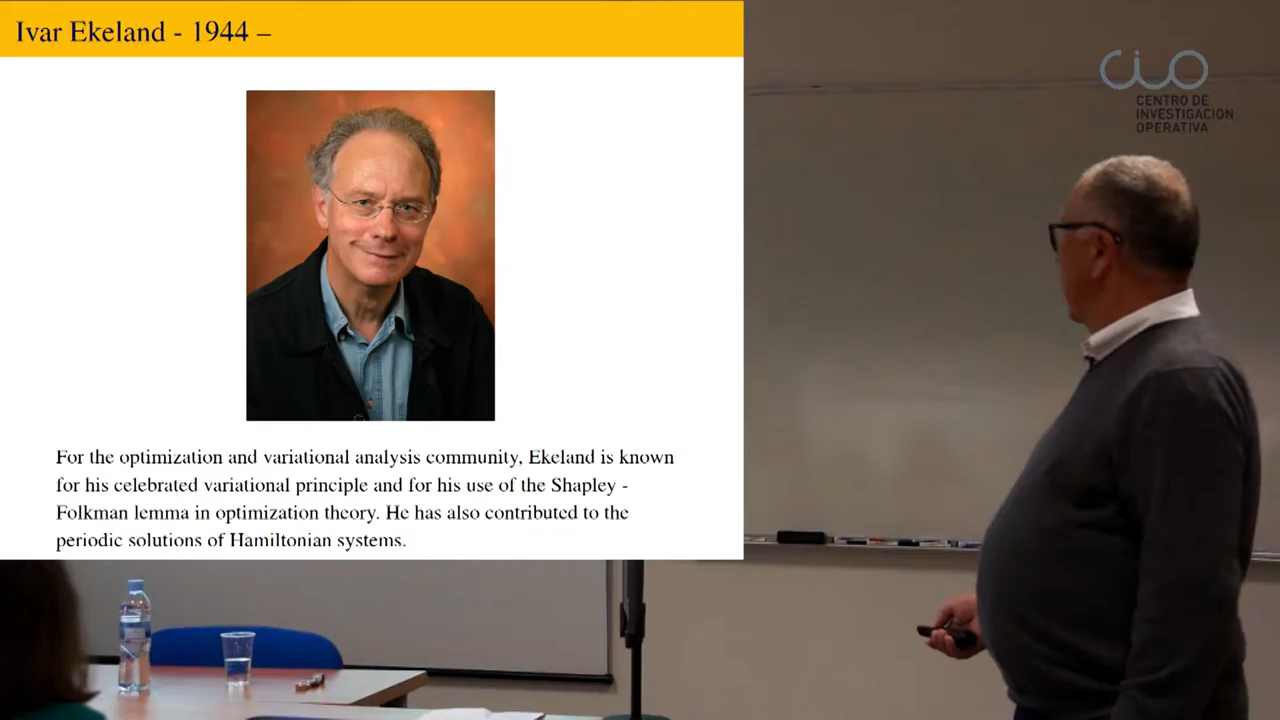 Ivar Ekeland - 1944 –
CIO
CENTRO DE
INVESTIGACION
OPERATIVA
For the optimization and variational analysis community, Ekeland is known
for his celebrated variational principle and for his use of the Shapley -
Folkman lemma in optimization theory. He has also contributed to the
periodic solutions of Hamiltonian systems.